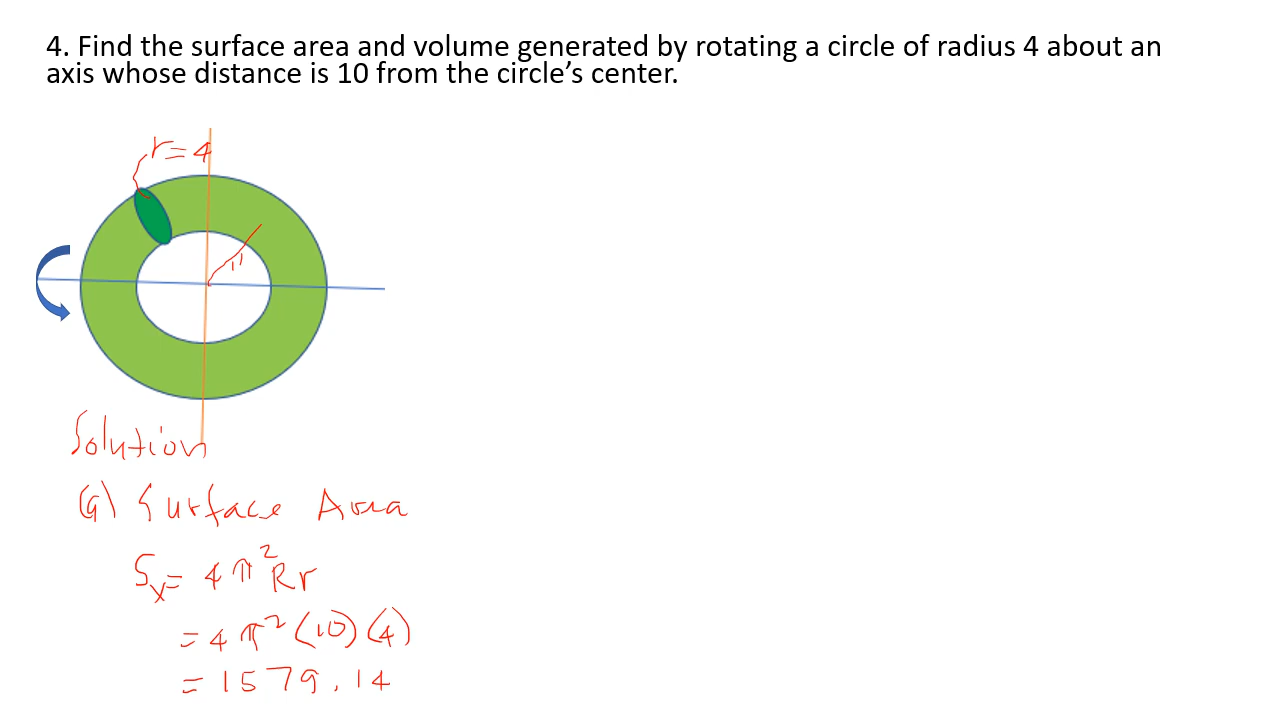 4. Find the surface area and volume generated by rotating a circle of radius 4 about an
axis whose distance is 10 from the circle's center.
r=4
Solution
(a) Surface Area
Sx= 4π²Rr
= 4π²(10)(4)
= 1579.14